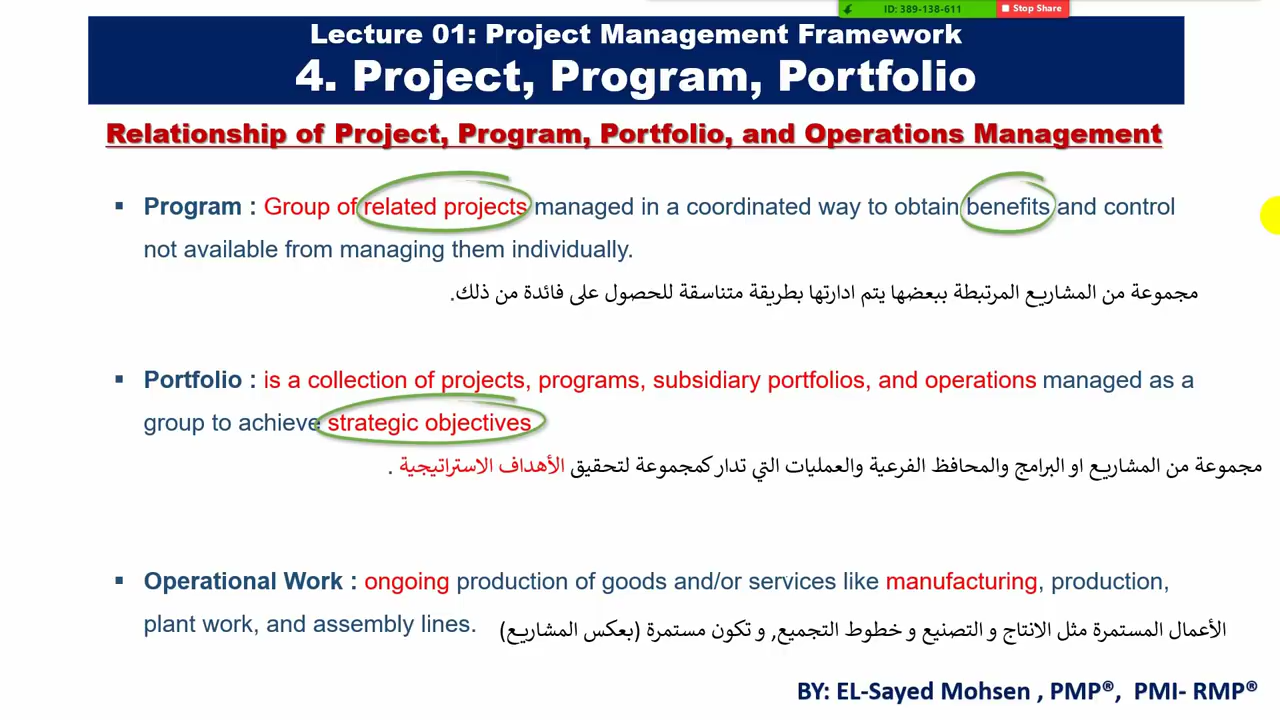 ID: 389-138-611 Stop Share
Lecture 01: Project Management Framework
4. Project, Program, Portfolio
Relationship of Project, Program, Portfolio, and Operations Management
▪ Program : Group of related projects managed in a coordinated way to obtain benefits and control
not available from managing them individually.
مجموعة من المشاريع المرتبطة ببعضها يتم ادارتها بطريقة متناسقة للحصول على فائدة من ذلك.
▪ Portfolio : is a collection of projects, programs, subsidiary portfolios, and operations managed as a
group to achieve strategic objectives.
مجموعة من المشاريع او البرامج والمحافظ الفرعية والعمليات التي تدار كمجموعة لتحقيق الأهداف الاستراتيجية .
▪ Operational Work : ongoing production of goods and/or services like manufacturing, production,
plant work, and assembly lines. الأعمال المستمرة مثل الانتاج و التصنيع و خطوط التجميع, و تكون مستمرة (بعكس المشاريع)
BY: EL-Sayed Mohsen , PMP®, PMI- RMP®